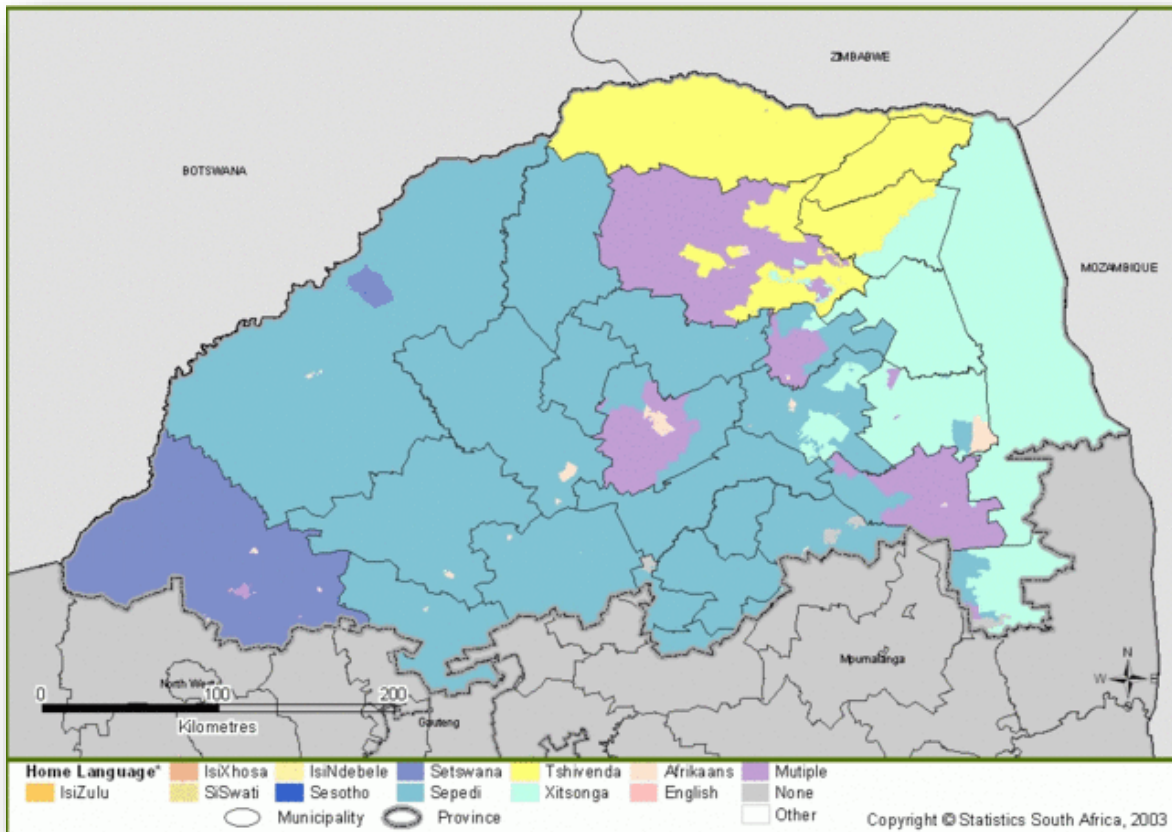 ZIMBABWE
BOTSWANA
MOZAMBIQUE
Mpumalanga
N
W E
S
North West
0 100 200
Kilometres
Gauteng
Home Language* IsiXhosa IsiNdebele Setswana Tshivenda Afrikaans Mutiple
IsiZulu SiSwati Sesotho Sepedi Xitsonga English None
Municipality Province Other
Copyright © Statistics South Africa, 2003